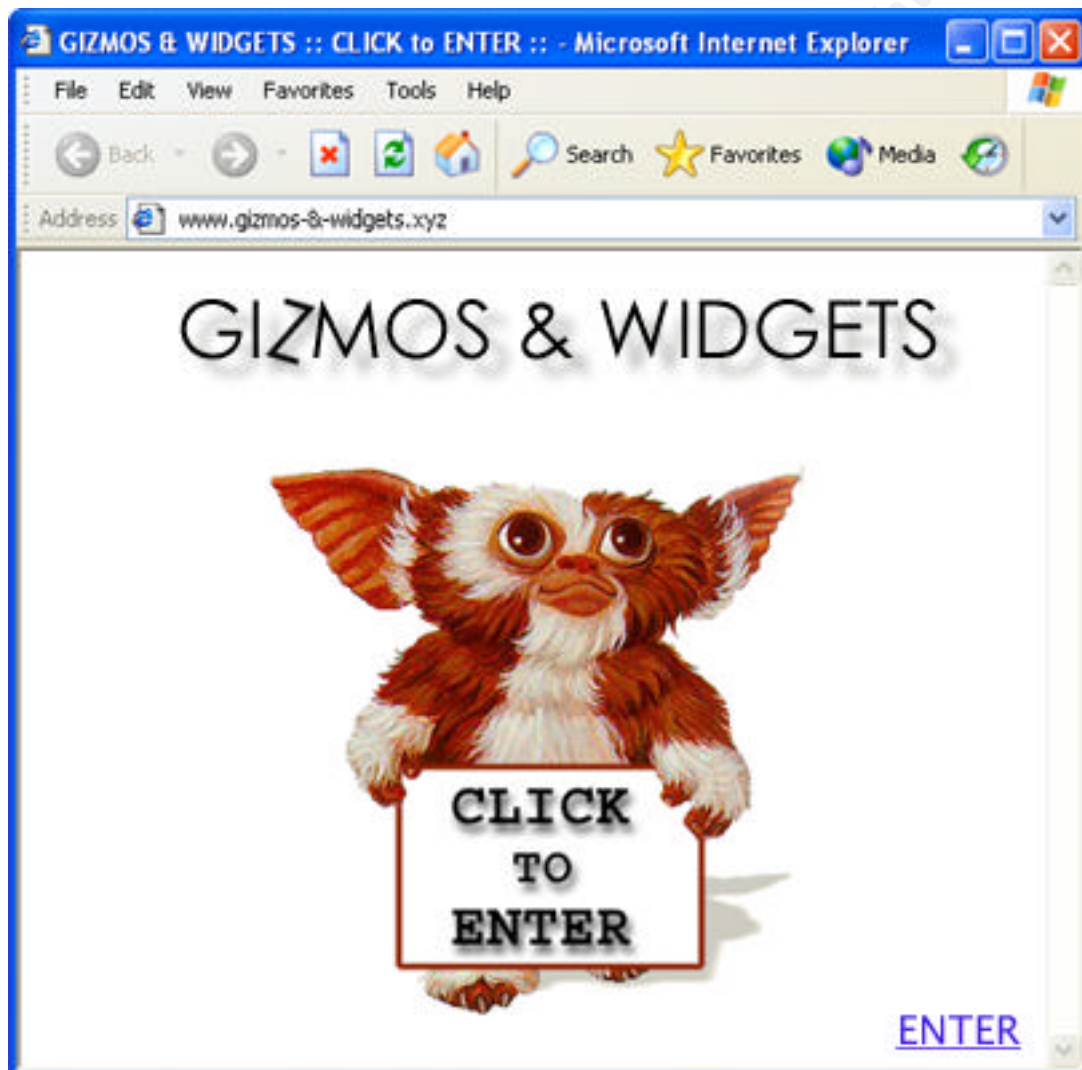 GIZMOS & WIDGETS :: CLICK to ENTER :: - Microsoft Internet Explorer
File Edit View Favorites Tools Help
Back Search Favorites Media
Address www.gizmos-&-widgets.xyz
GIZMOS & WIDGETS
CLICK
TO
ENTER
ENTER